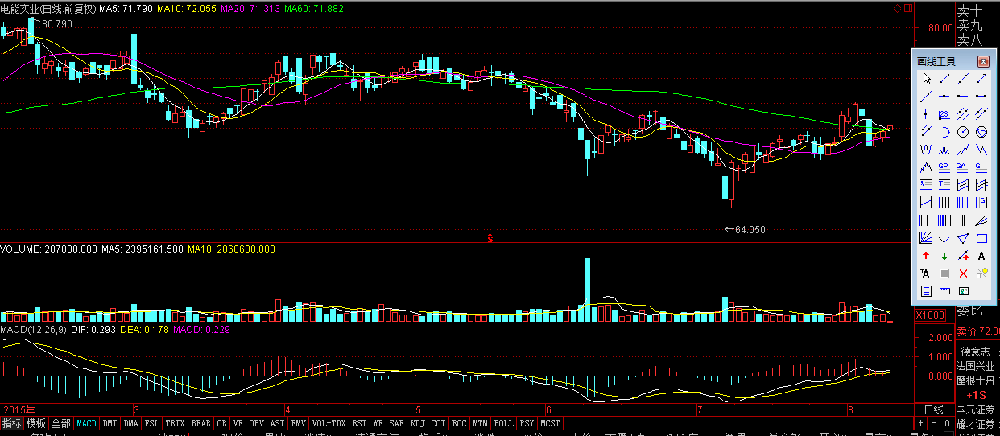 电能实业(日线.前复权) MA5: 71.790 MA10: 72.055 MA20: 71.313 MA60: 71.882
80.790
80.00
卖十
卖九
卖八
画线工具
123
GP GA G
% T
G
A
A
64.050
S
VOLUME: 207800.000 MA5: 2395161.500 MA10: 2868608.000
X1000
委比
MACD(12,26,9) DIF: 0.293 DEA: 0.178 MACD: 0.229
2.000
1.000
0.000
卖价 72.3
德意志
法国兴业
摩根士丹
+1S
国元证券
耀才证券
2015年 3 4 5 6 7 8 日线
指标 模板 全部 MACD DMI DMA FSL TRIX BRAR CR VR OBV ASI EMV VOL-TDX RSI WR SAR KDJ CCI ROC MTM BOLL PSY MCST + - 0